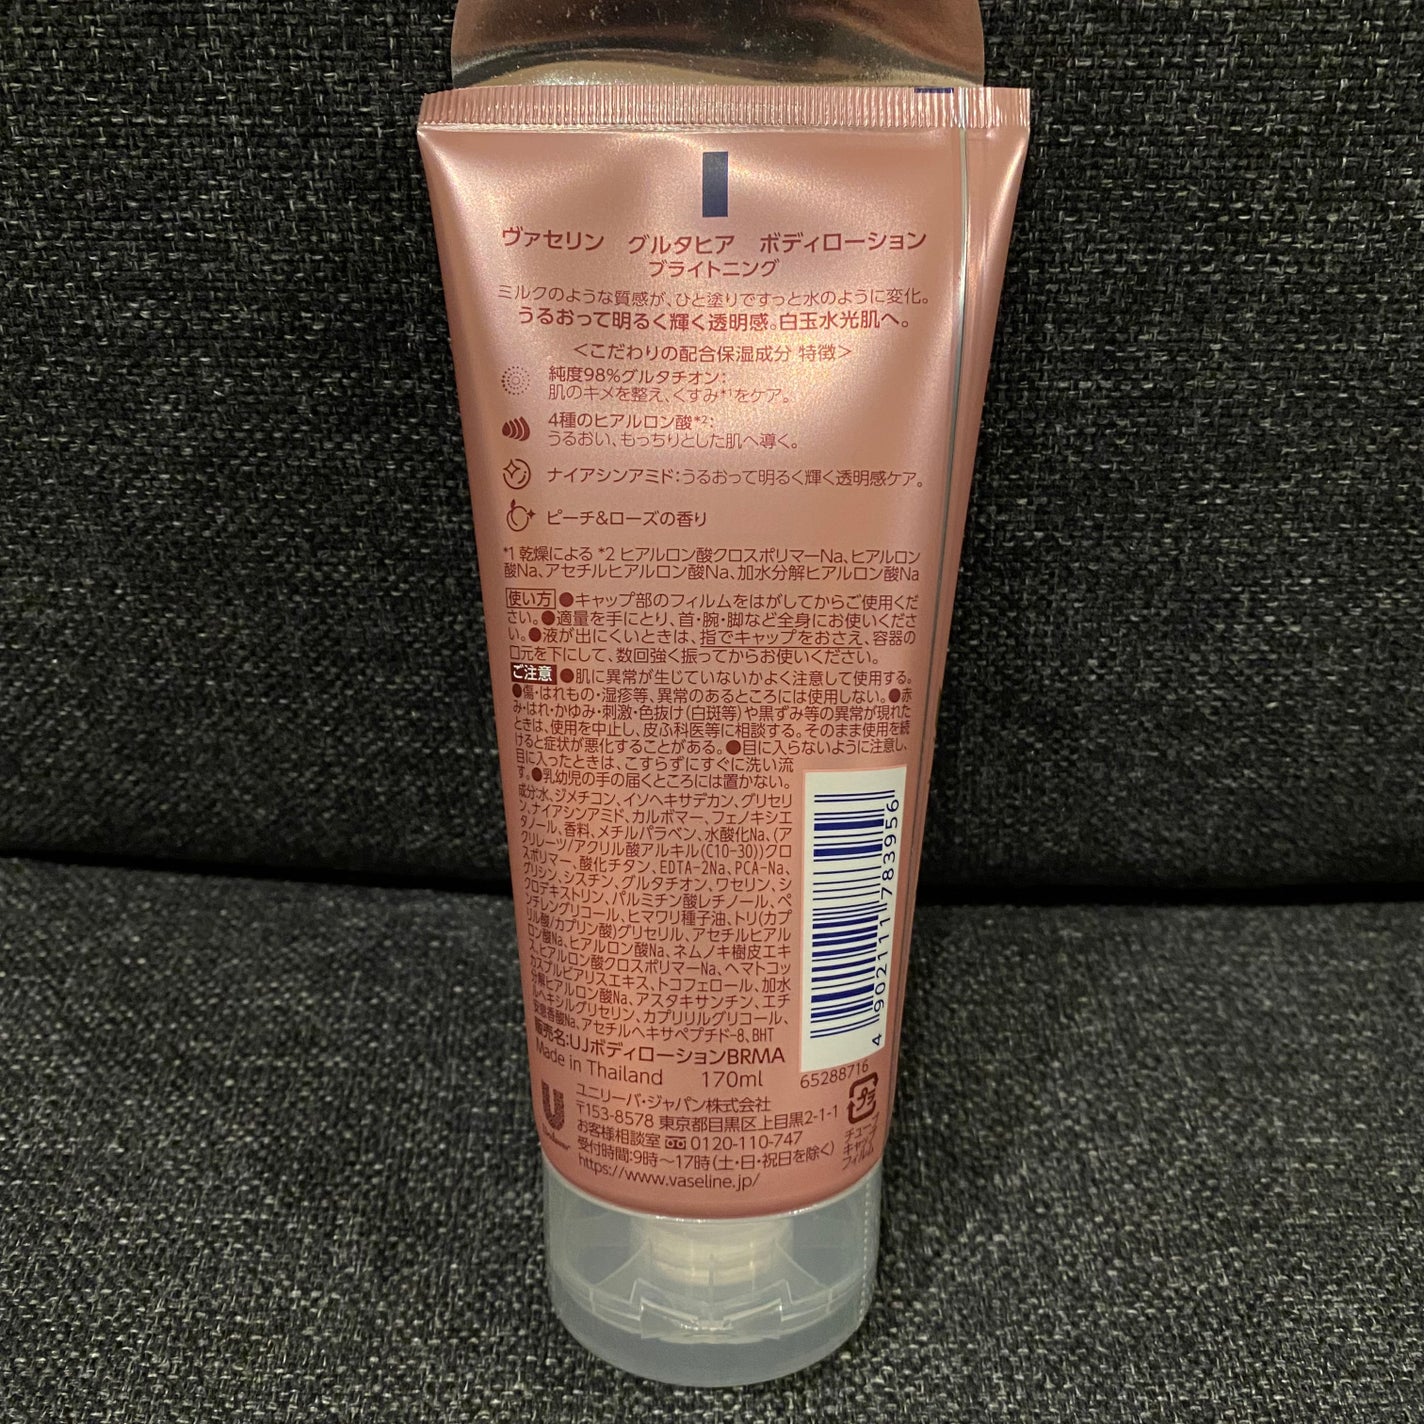 ヴァセリン グルタヒア ボディローション
ブライトニング
ミルクのような質感が、ひと塗りですっと水のように変化。
うるおって明るく輝く透明感。白玉水光肌へ。
＜こだわりの配合保湿成分 特徴＞
純度98%グルタチオン:
肌のキメを整え、くすみ*1をケア。
4種のヒアルロン酸*2:
うるおい、もっちりとした肌へ導く。
ナイアシンアミド:うるおって明るく輝く透明感ケア。
ピーチ&ローズの香り
*1 乾燥による *2 ヒアルロン酸クロスポリマーNa、ヒアルロン
酸Na、アセチルヒアルロン酸Na、加水分解ヒアルロン酸Na
使い方 ●キャップ部のフィルムをはがしてからご使用くだ
さい。●適量を手にとり、首・腕・脚など全身にお使いくださ
い。●液が出にくいときは、指でキャップをおさえ、容器の
口元を下にして、数回強く振ってからお使いください。
ご注意 ●肌に異常が生じていないかよく注意して使用する。
●傷・はれもの・湿疹等、異常のあるところには使用しない。●赤
み・はれ・かゆみ・刺激・色抜け(白斑等)や黒ずみ等の異常が現れた
ときは、使用を中止し、皮ふ科医等に相談する。そのまま使用を続
けると症状が悪化することがある。●目に入らないように注意し、
目に入ったときは、こすらずにすぐに洗い流
す。●乳幼児の手の届くところには置かない。
成分:水、ジメチコン、イソヘキサデカン、グリセリ
ン、ナイアシンアミド、カルボマー、フェノキシエ
タノール、香料、メチルパラベン、水酸化Na、(ア
クリレーツ/アクリル酸アルキル(C10-30))クロ
スポリマー、酸化チタン、EDTA-2Na、PCA-Na、
グリシン、シスチン、グルタチオン、ワセリン、シ
クロデキストリン、パルミチン酸レチノール、ペ
ンチレングリコール、ヒマワリ種子油、トリ(カプ
リル酸/カプリン酸)グリセリル、アセチルヒアル
ロン酸Na、ヒアルロン酸Na、ネムノキ樹皮エキ
ス、ヒアルロン酸クロスポリマーNa、ヘマトコッ
カスプルビアリスエキス、トコフェロール、加水
分解ヒアルロン酸Na、アスタキサンチン、エチ
ルヘキシルグリセリン、カプリリルグリコール、
安息香酸Na、アセチルヘキサペプチド-8、BHT
販売名:UJボディローションBRMA
Made in Thailand 170ml
4 902111 783956
65288716
ユニリーバ・ジャパン株式会社
〒153-8578 東京都目黒区上目黒2-1-1
お客様相談室 0120-110-747
受付時間:9時～17時(土・日・祝日を除く)
https://www.vaseline.jp/
Unilever
プラ
チューブ
キャップ
フィルム